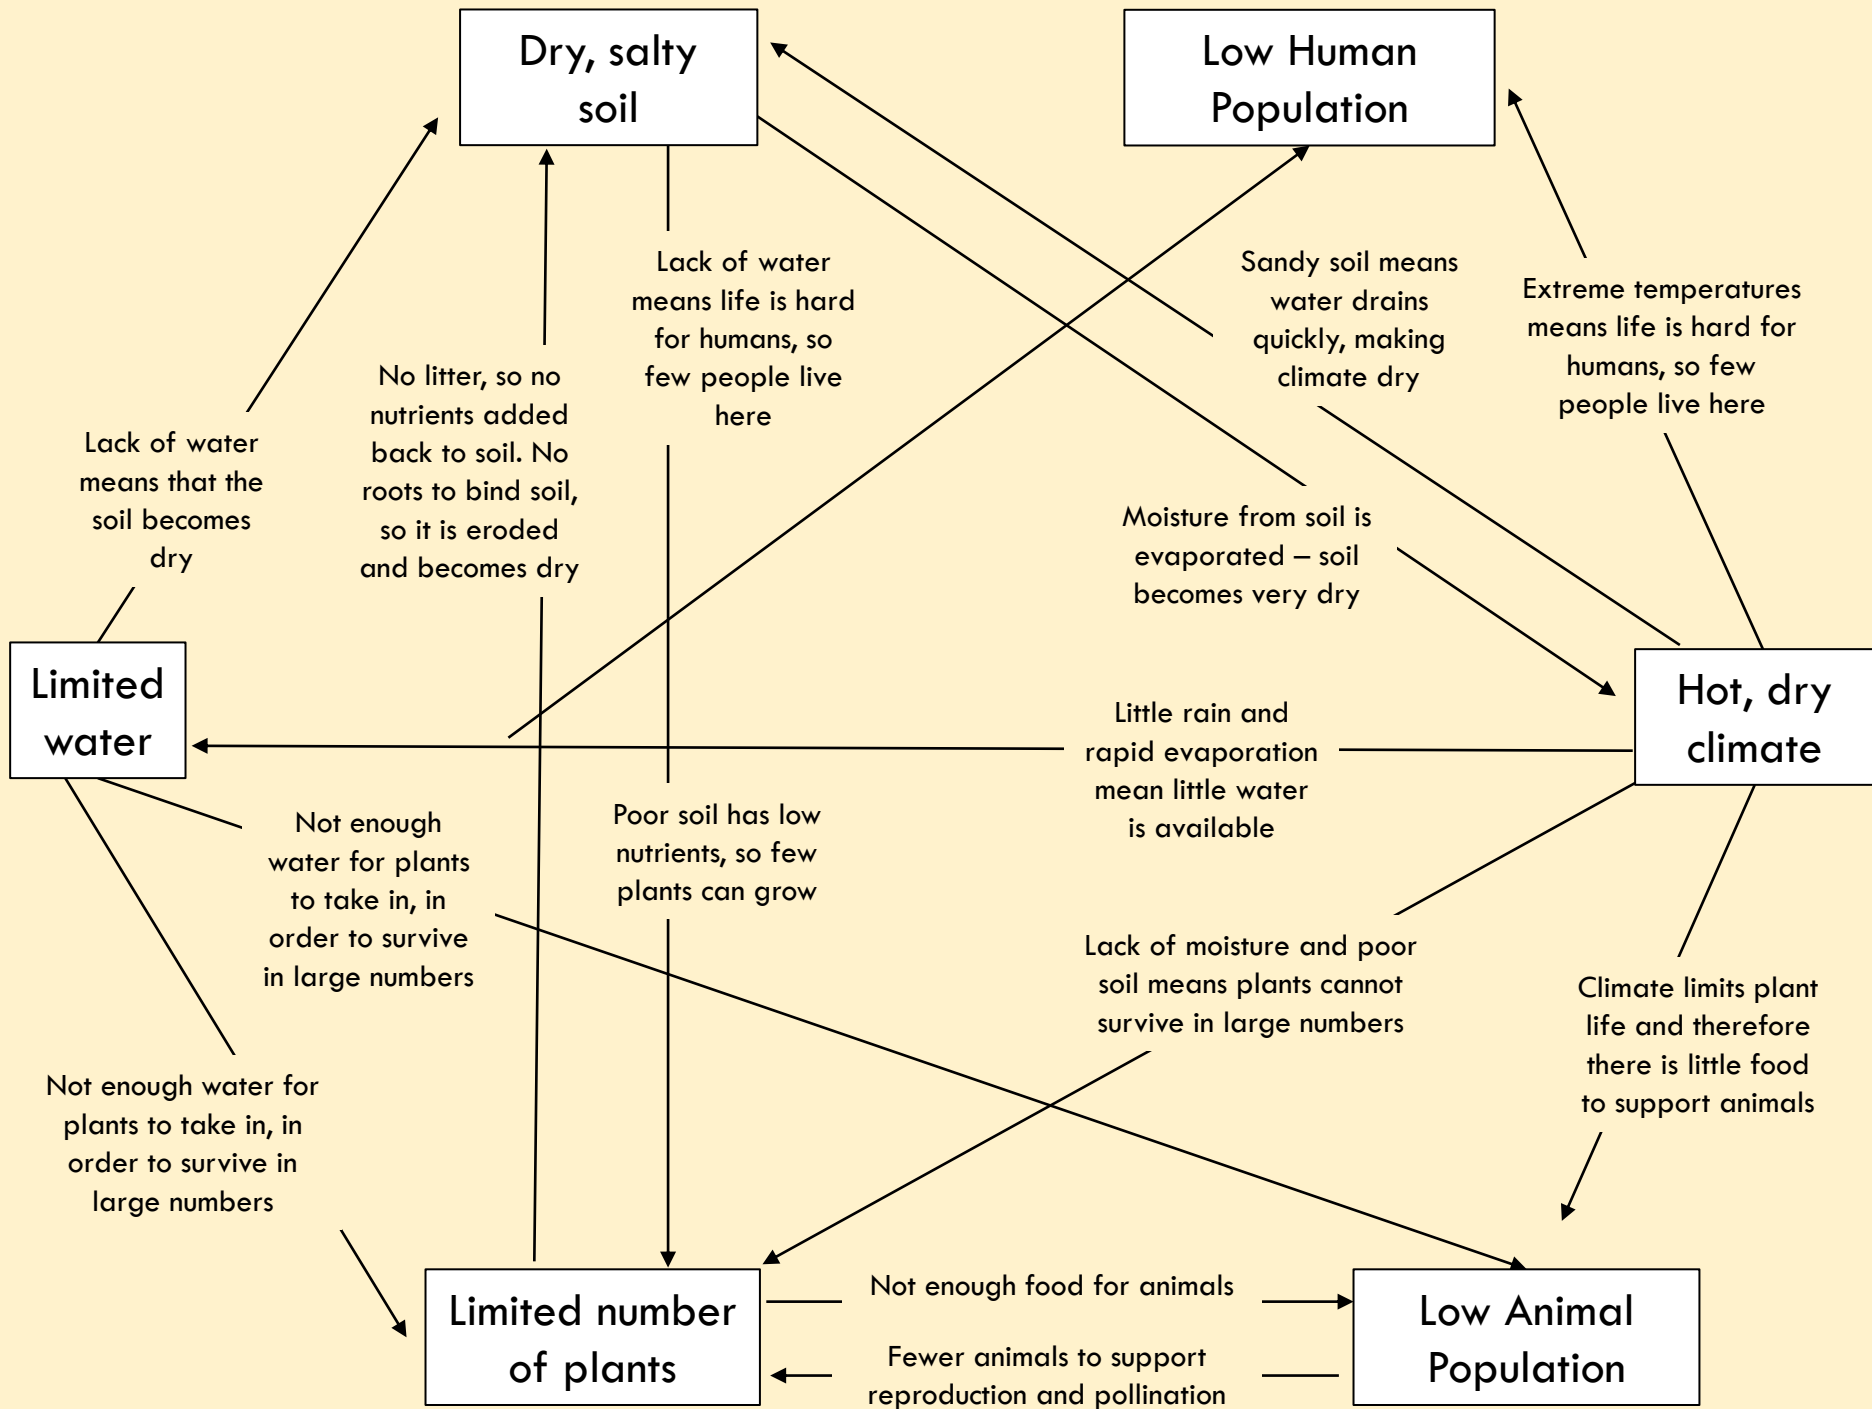 Dry, salty
soil
Low Human
Population
Lack of water
means life is hard
for humans, so
few people live
here
Sandy soil means
water drains
quickly, making
climate dry
Extreme temperatures
means life is hard for
humans, so few
people live here
No litter, so no
nutrients added
back to soil. No
roots to bind soil,
so it is eroded
and becomes dry
Lack of water
means that the
soil becomes
dry
Moisture from soil is
evaporated – soil
becomes very dry
Limited
water
Hot, dry
climate
Little rain and
rapid evaporation
mean little water
is available
Not enough
water for plants
to take in, in
order to survive
in large numbers
Poor soil has low
nutrients, so few
plants can grow
Lack of moisture and poor
soil means plants cannot
survive in large numbers
Climate limits plant
life and therefore
there is little food
to support animals
Not enough water for
plants to take in, in
order to survive in
large numbers
Limited number
of plants
Not enough food for animals
Fewer animals to support
reproduction and pollination
Low Animal
Population